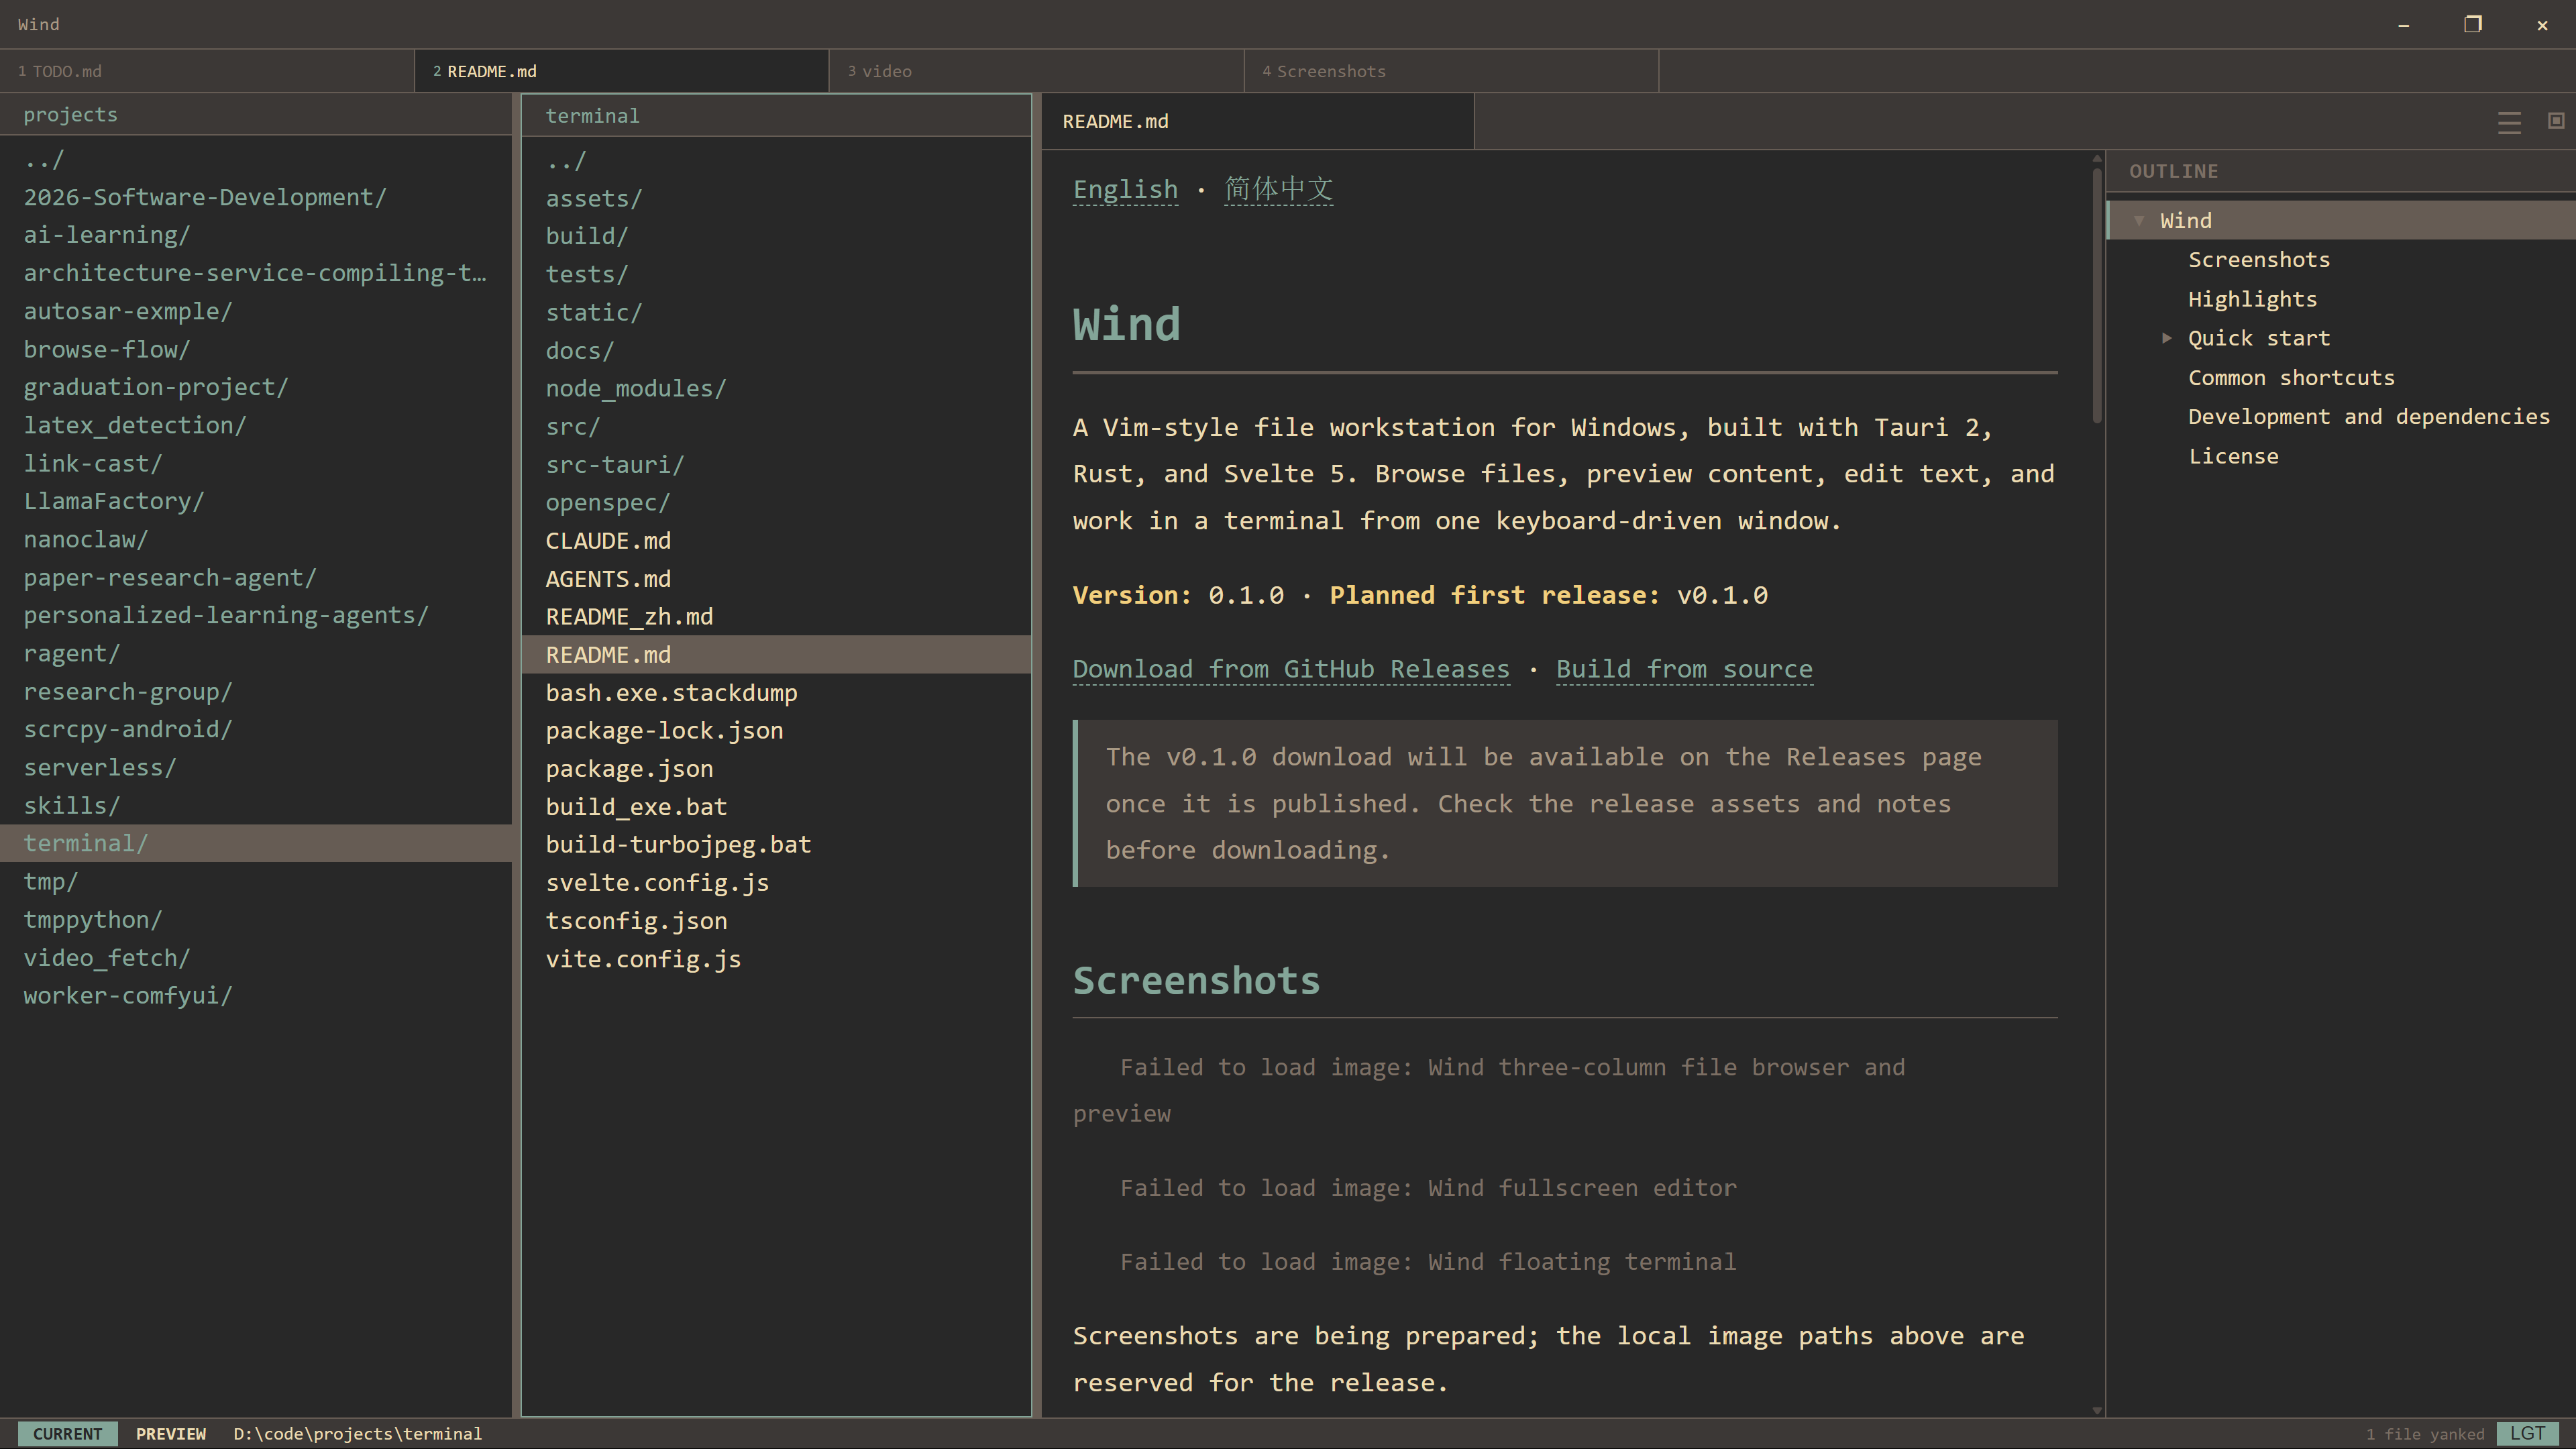 Wind
1 TODO.md
2 README.md
3 video
4 Screenshots
projects
../
2026-Software-Development/
ai-learning/
architecture-service-compiling-t…
autosar-exmple/
browse-flow/
graduation-project/
latex_detection/
link-cast/
LlamaFactory/
nanoclaw/
paper-research-agent/
personalized-learning-agents/
ragent/
research-group/
scrcpy-android/
serverless/
skills/
terminal/
tmp/
tmppython/
video_fetch/
worker-comfyui/
terminal
../
assets/
build/
tests/
static/
docs/
node_modules/
src/
src-tauri/
openspec/
CLAUDE.md
AGENTS.md
README_zh.md
README.md
bash.exe.stackdump
package-lock.json
package.json
build_exe.bat
build-turbojpeg.bat
svelte.config.js
tsconfig.json
vite.config.js
README.md
English · 简体中文
Wind
A Vim-style file workstation for Windows, built with Tauri 2,
Rust, and Svelte 5. Browse files, preview content, edit text, and
work in a terminal from one keyboard-driven window.
Version: 0.1.0 · Planned first release: v0.1.0
Download from GitHub Releases · Build from source
The v0.1.0 download will be available on the Releases page
once it is published. Check the release assets and notes
before downloading.
Screenshots
Failed to load image: Wind three-column file browser and
preview
Failed to load image: Wind fullscreen editor
Failed to load image: Wind floating terminal
Screenshots are being prepared; the local image paths above are
reserved for the release.
OUTLINE
Wind
Screenshots
Highlights
Quick start
Common shortcuts
Development and dependencies
License
CURRENT PREVIEW D:\code\projects\terminal
1 file yanked LGT